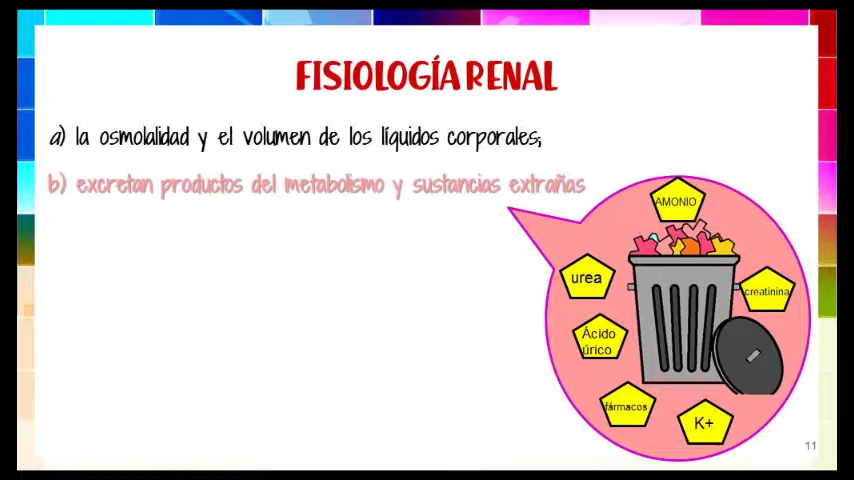 FISIOLOGÍA RENAL
a) la osmolalidad y el volumen de los líquidos corporales;
b) excretan productos del metabolismo y sustancias extrañas
AMONIO
urea
creatinina
Ácido
úrico
fármacos
K+
11